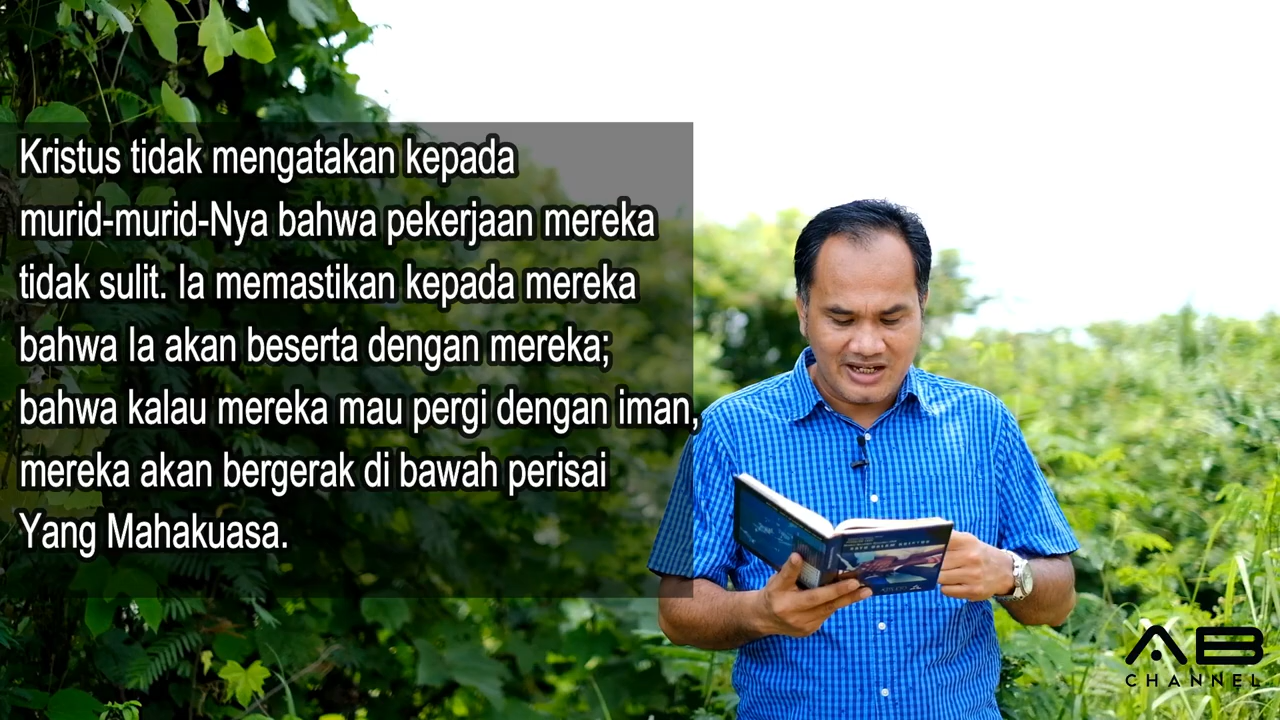 Kristus tidak mengatakan kepada
murid-murid-Nya bahwa pekerjaan mereka
tidak sulit. Ia memastikan kepada mereka
bahwa Ia akan beserta dengan mereka;
bahwa kalau mereka mau pergi dengan iman,
mereka akan bergerak di bawah perisai
Yang Mahakuasa.
AB
CHANNEL